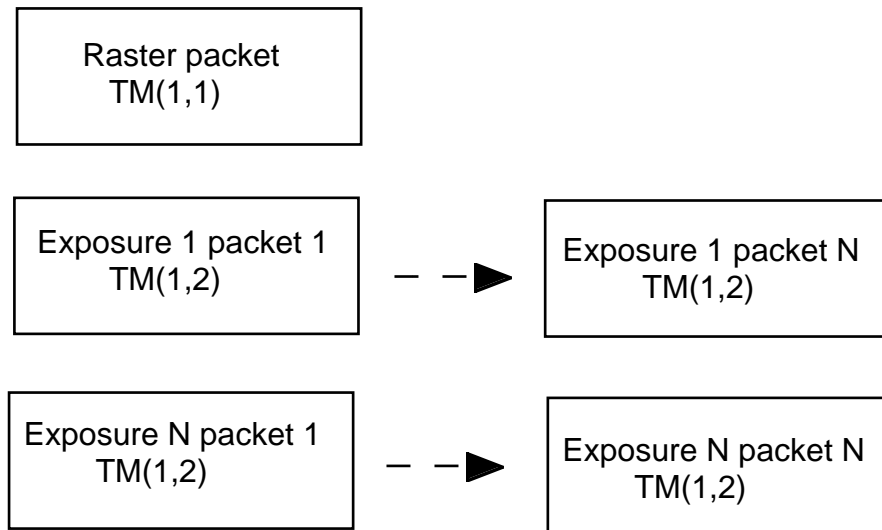 Raster packet
TM(1,1)
Exposure 1 packet 1
TM(1,2)
Exposure 1 packet N
TM(1,2)
Exposure N packet 1
TM(1,2)
Exposure N packet N
TM(1,2)